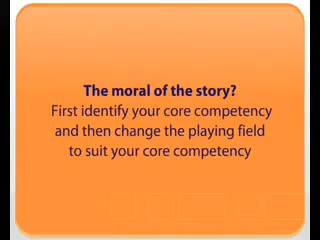 The moral of the story?
First identify your core competency
and then change the playing field
to suit your core competency